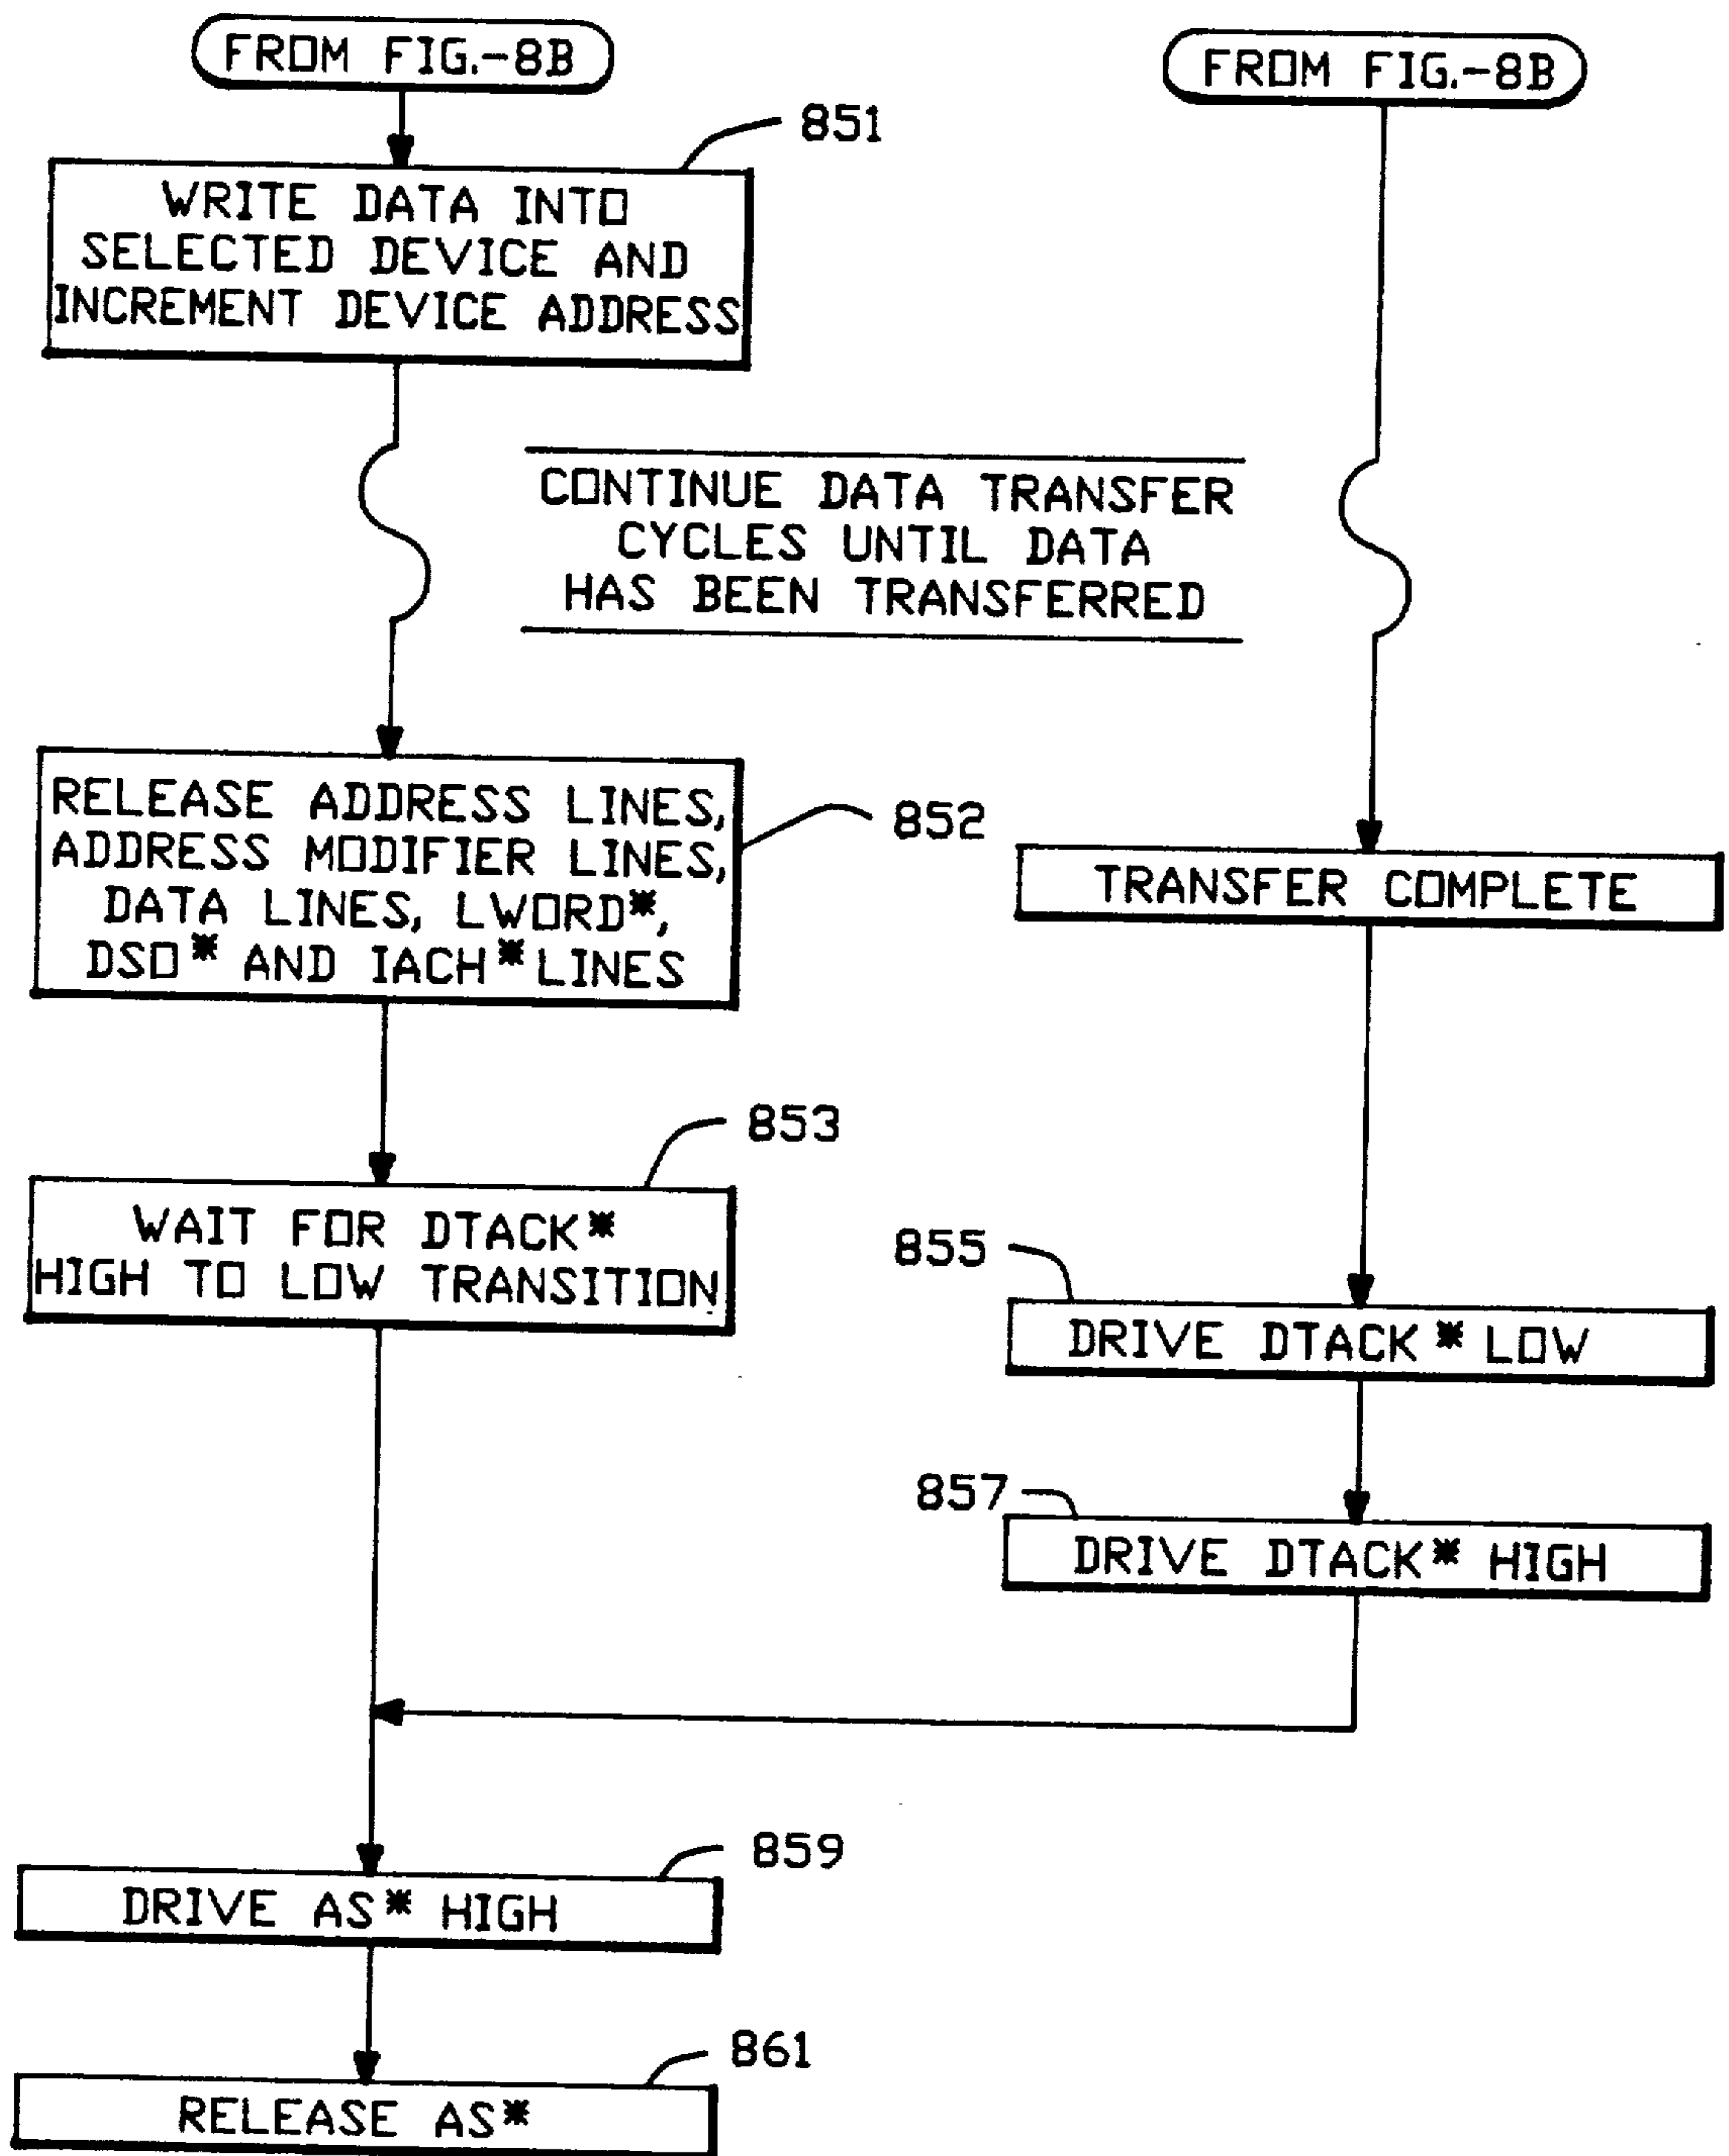 FROM FIG.-8B
851
WRITE DATA INTO
SELECTED DEVICE AND
INCREMENT DEVICE ADDRESS
FROM FIG.-8B
CONTINUE DATA TRANSFER
CYCLES UNTIL DATA
HAS BEEN TRANSFERRED
852
RELEASE ADDRESS LINES,
ADDRESS MODIFIER LINES,
DATA LINES, LWORD*,
DSO* AND IACH* LINES
TRANSFER COMPLETE
853
WAIT FOR DTACK*
HIGH TO LOW TRANSITION
855
DRIVE DTACK* LOW
857
DRIVE DTACK* HIGH
859
DRIVE AS* HIGH
861
RELEASE AS*